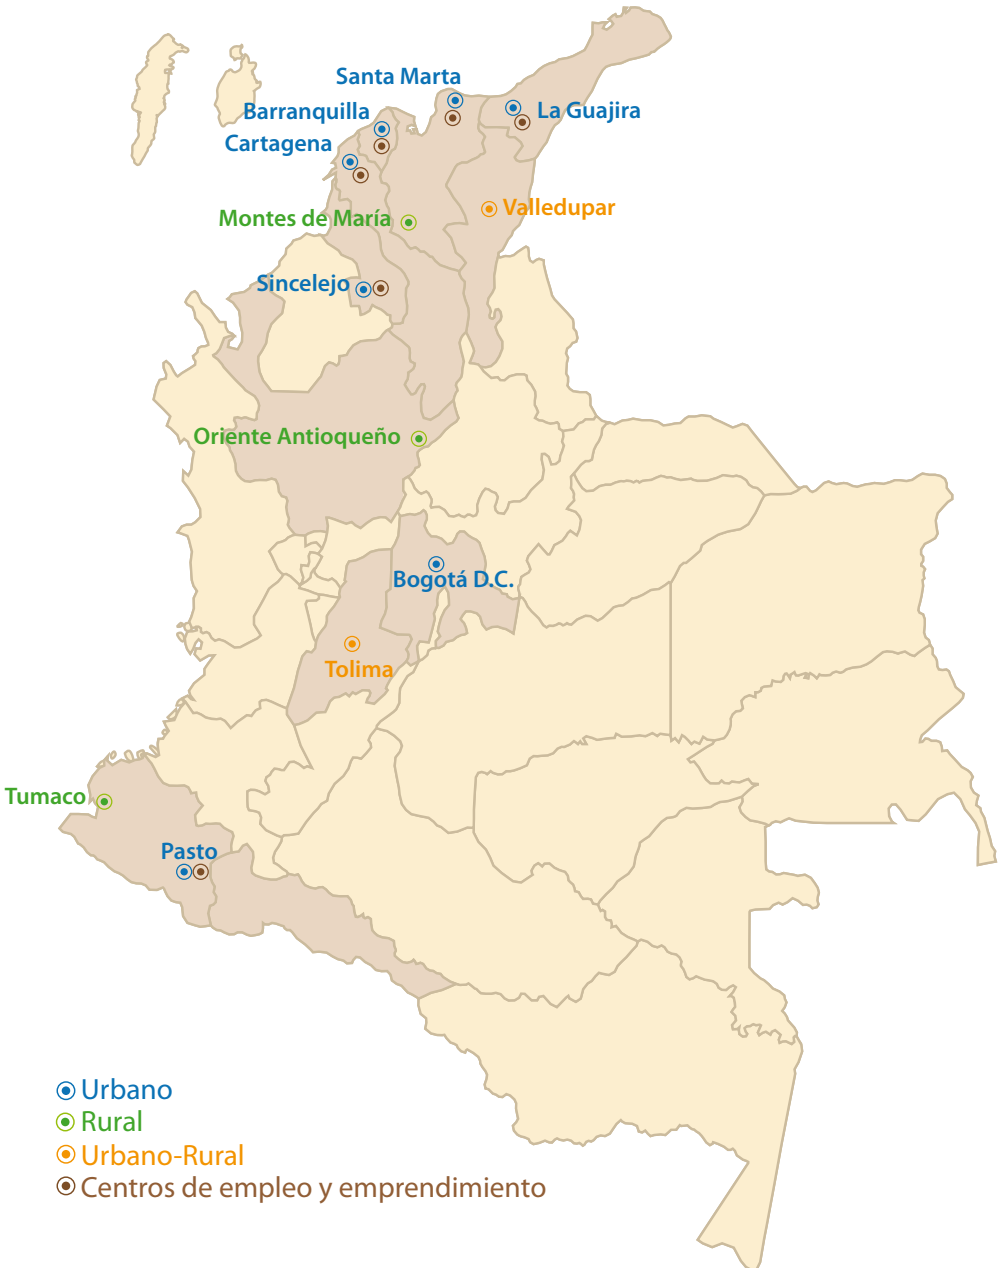 Santa Marta
Barranquilla
La Guajira
Cartagena
Valledupar
Montes de María
Sincelejo
Oriente Antioqueño
Bogotá D.C.
Tolima
Tumaco
Pasto
Urbano
Rural
Urbano-Rural
Centros de empleo y emprendimiento